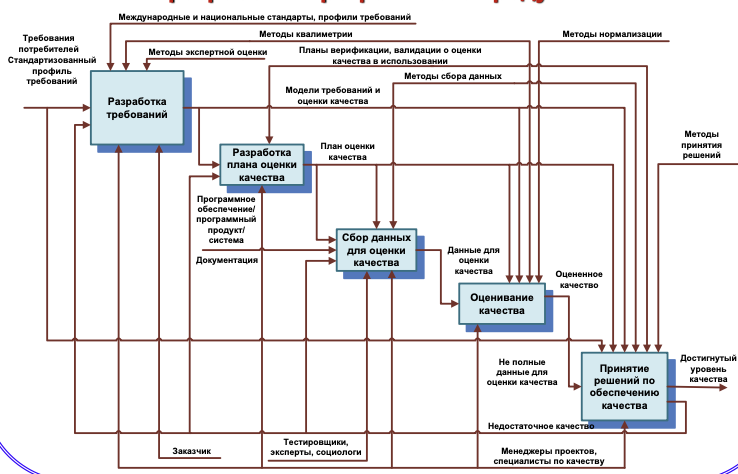 Международные и национальные стандарты, профили требований
Методы квалиметрии
Методы нормализации
Методы экспертной оценки
Требования
потребителей
Стандартизованный
профиль
требований
Планы верификации, валидации о оценки
качества в использовании
Методы сбора данных
Разработка
требований
Модели требований и
оценки качества
Разработка
плана оценки
качества
План оценки
качества
Методы
принятия
решений
Программное
обеспечение/
программный
продукт/
система
Документация
Сбор данных
для оценки
качества
Данные для
оценки
качества
Оценивание
качества
Оцененное
качество
Не полные
данные для
оценки качества
Принятие
решений по
обеспечению
качества
Достигнутый
уровень
качества
Недостаточное качество
Заказчик
Тестировщики,
эксперты, социологи
Менеджеры проектов,
специалисты по качеству